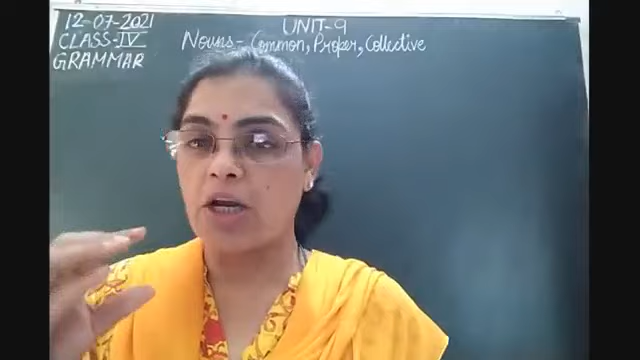 12-07-2021
CLASS-IV
GRAMMAR
UNIT-9
Nouns-Common, Proper, Collective